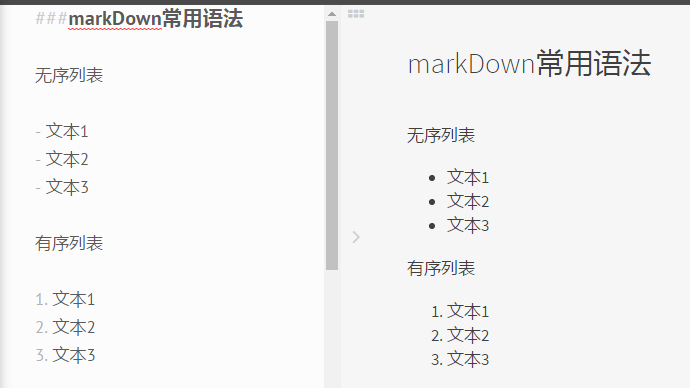 ###markDown常用语法
无序列表
- 文本1
- 文本2
- 文本3
有序列表
1. 文本1
2. 文本2
3. 文本3
markDown常用语法
无序列表
• 文本1
• 文本2
• 文本3
有序列表
1. 文本1
2. 文本2
3. 文本3